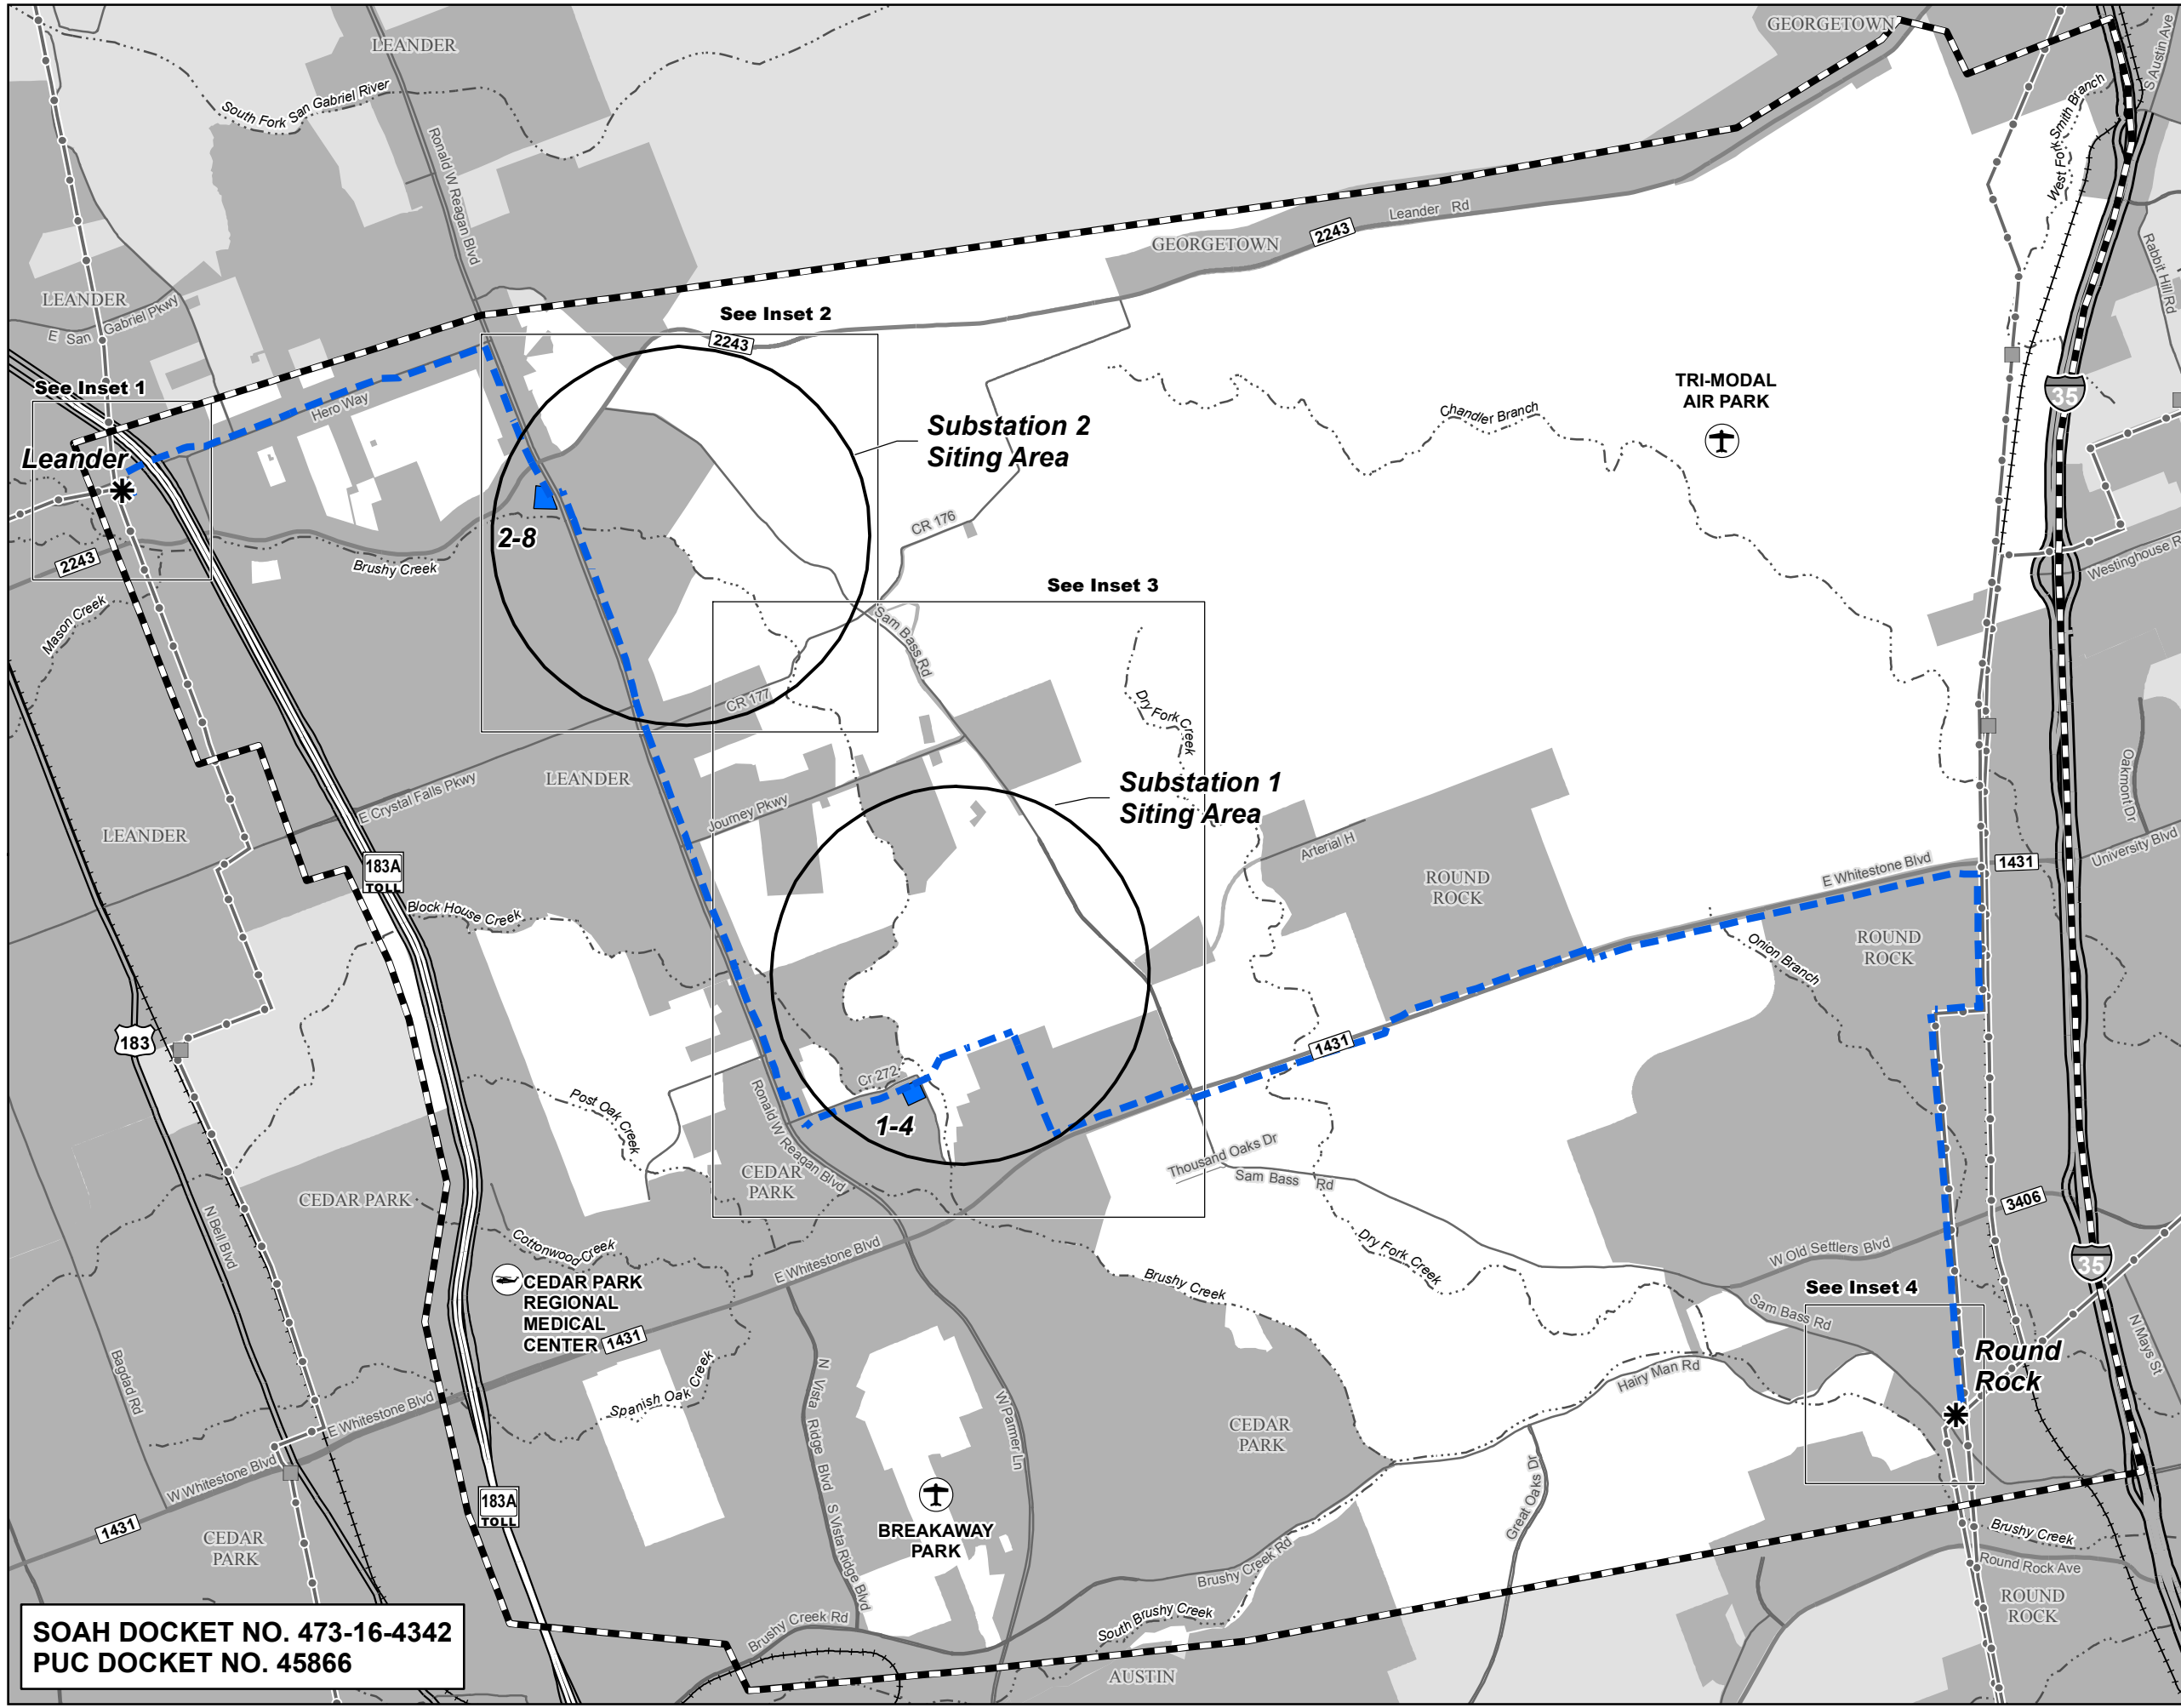 GEORGETOWN
LEANDER
S Austin Ave
South Fork San Gabriel River
West Fork Smith Branch
Ronald W Reagan Blvd
Leander Rd
2243
GEORGETOWN
Rabbit Hill Rd
LEANDER
E San Gabriel Pkwy
See Inset 2
2243
See Inset 1
Hero Way
TRI-MODAL
AIR PARK
35
Chandler Branch
Substation 2
Siting Area
Leander
CR 176
2-8
2243
Brushy Creek
Westinghouse R
See Inset 3
Mason Creek
Sam Bass Rd
CR 177
Dry Fork Creek
LEANDER
Substation 1
Siting Area
Oakmont Dr
E Crystal Falls Pkwy
Journey Pkwy
LEANDER
Arterial H
University Blvd
183A
TOLL
E Whitestone Blvd
1431
ROUND
ROCK
Block House Creek
ROUND
ROCK
Onion Branch
183
1431
Cr 272
Post Oak Creek
Ronald W Reagan Blvd
1-4
Thousand Oaks Dr
CEDAR
PARK
Sam Bass Rd
CEDAR PARK
3406
N Bell Blvd
Cottonwood Creek
E Whitestone Blvd
Dry Fork Creek
W Old Settlers Blvd
35
CEDAR PARK
REGIONAL
MEDICAL
CENTER
1431
Brushy Creek
See Inset 4
Sam Bass Rd
N Mays St
Round
Rock
Bagdad Rd
N Vista Ridge Blvd
Hairy Man Rd
Spanish Oak Creek
W Parmer Ln
E Whitestone Blvd
CEDAR
PARK
W Whitestone Blvd
Great Oaks Dr
183A
TOLL
1431
BREAKAWAY
PARK
S Vista Ridge Blvd
CEDAR
PARK
Brushy Creek
Brushy Creek Rd
Round Rock Ave
ROUND
ROCK
Brushy Creek Rd
South Brushy Creek
AUSTIN
SOAH DOCKET NO. 473-16-4342
PUC DOCKET NO. 45866